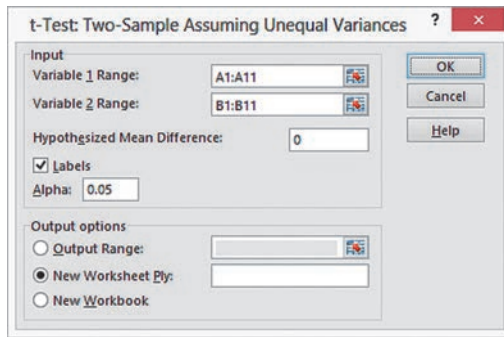 t-Test: Two-Sample Assuming Unequal Variances ? ×
Input
Variable 1 Range: A1:A11
Variable 2 Range: B1:B11
Hypothesized Mean Difference: 0
Labels
Alpha: 0.05
OK
Cancel
Help
Output options
Output Range:
New Worksheet Ply:
New Workbook